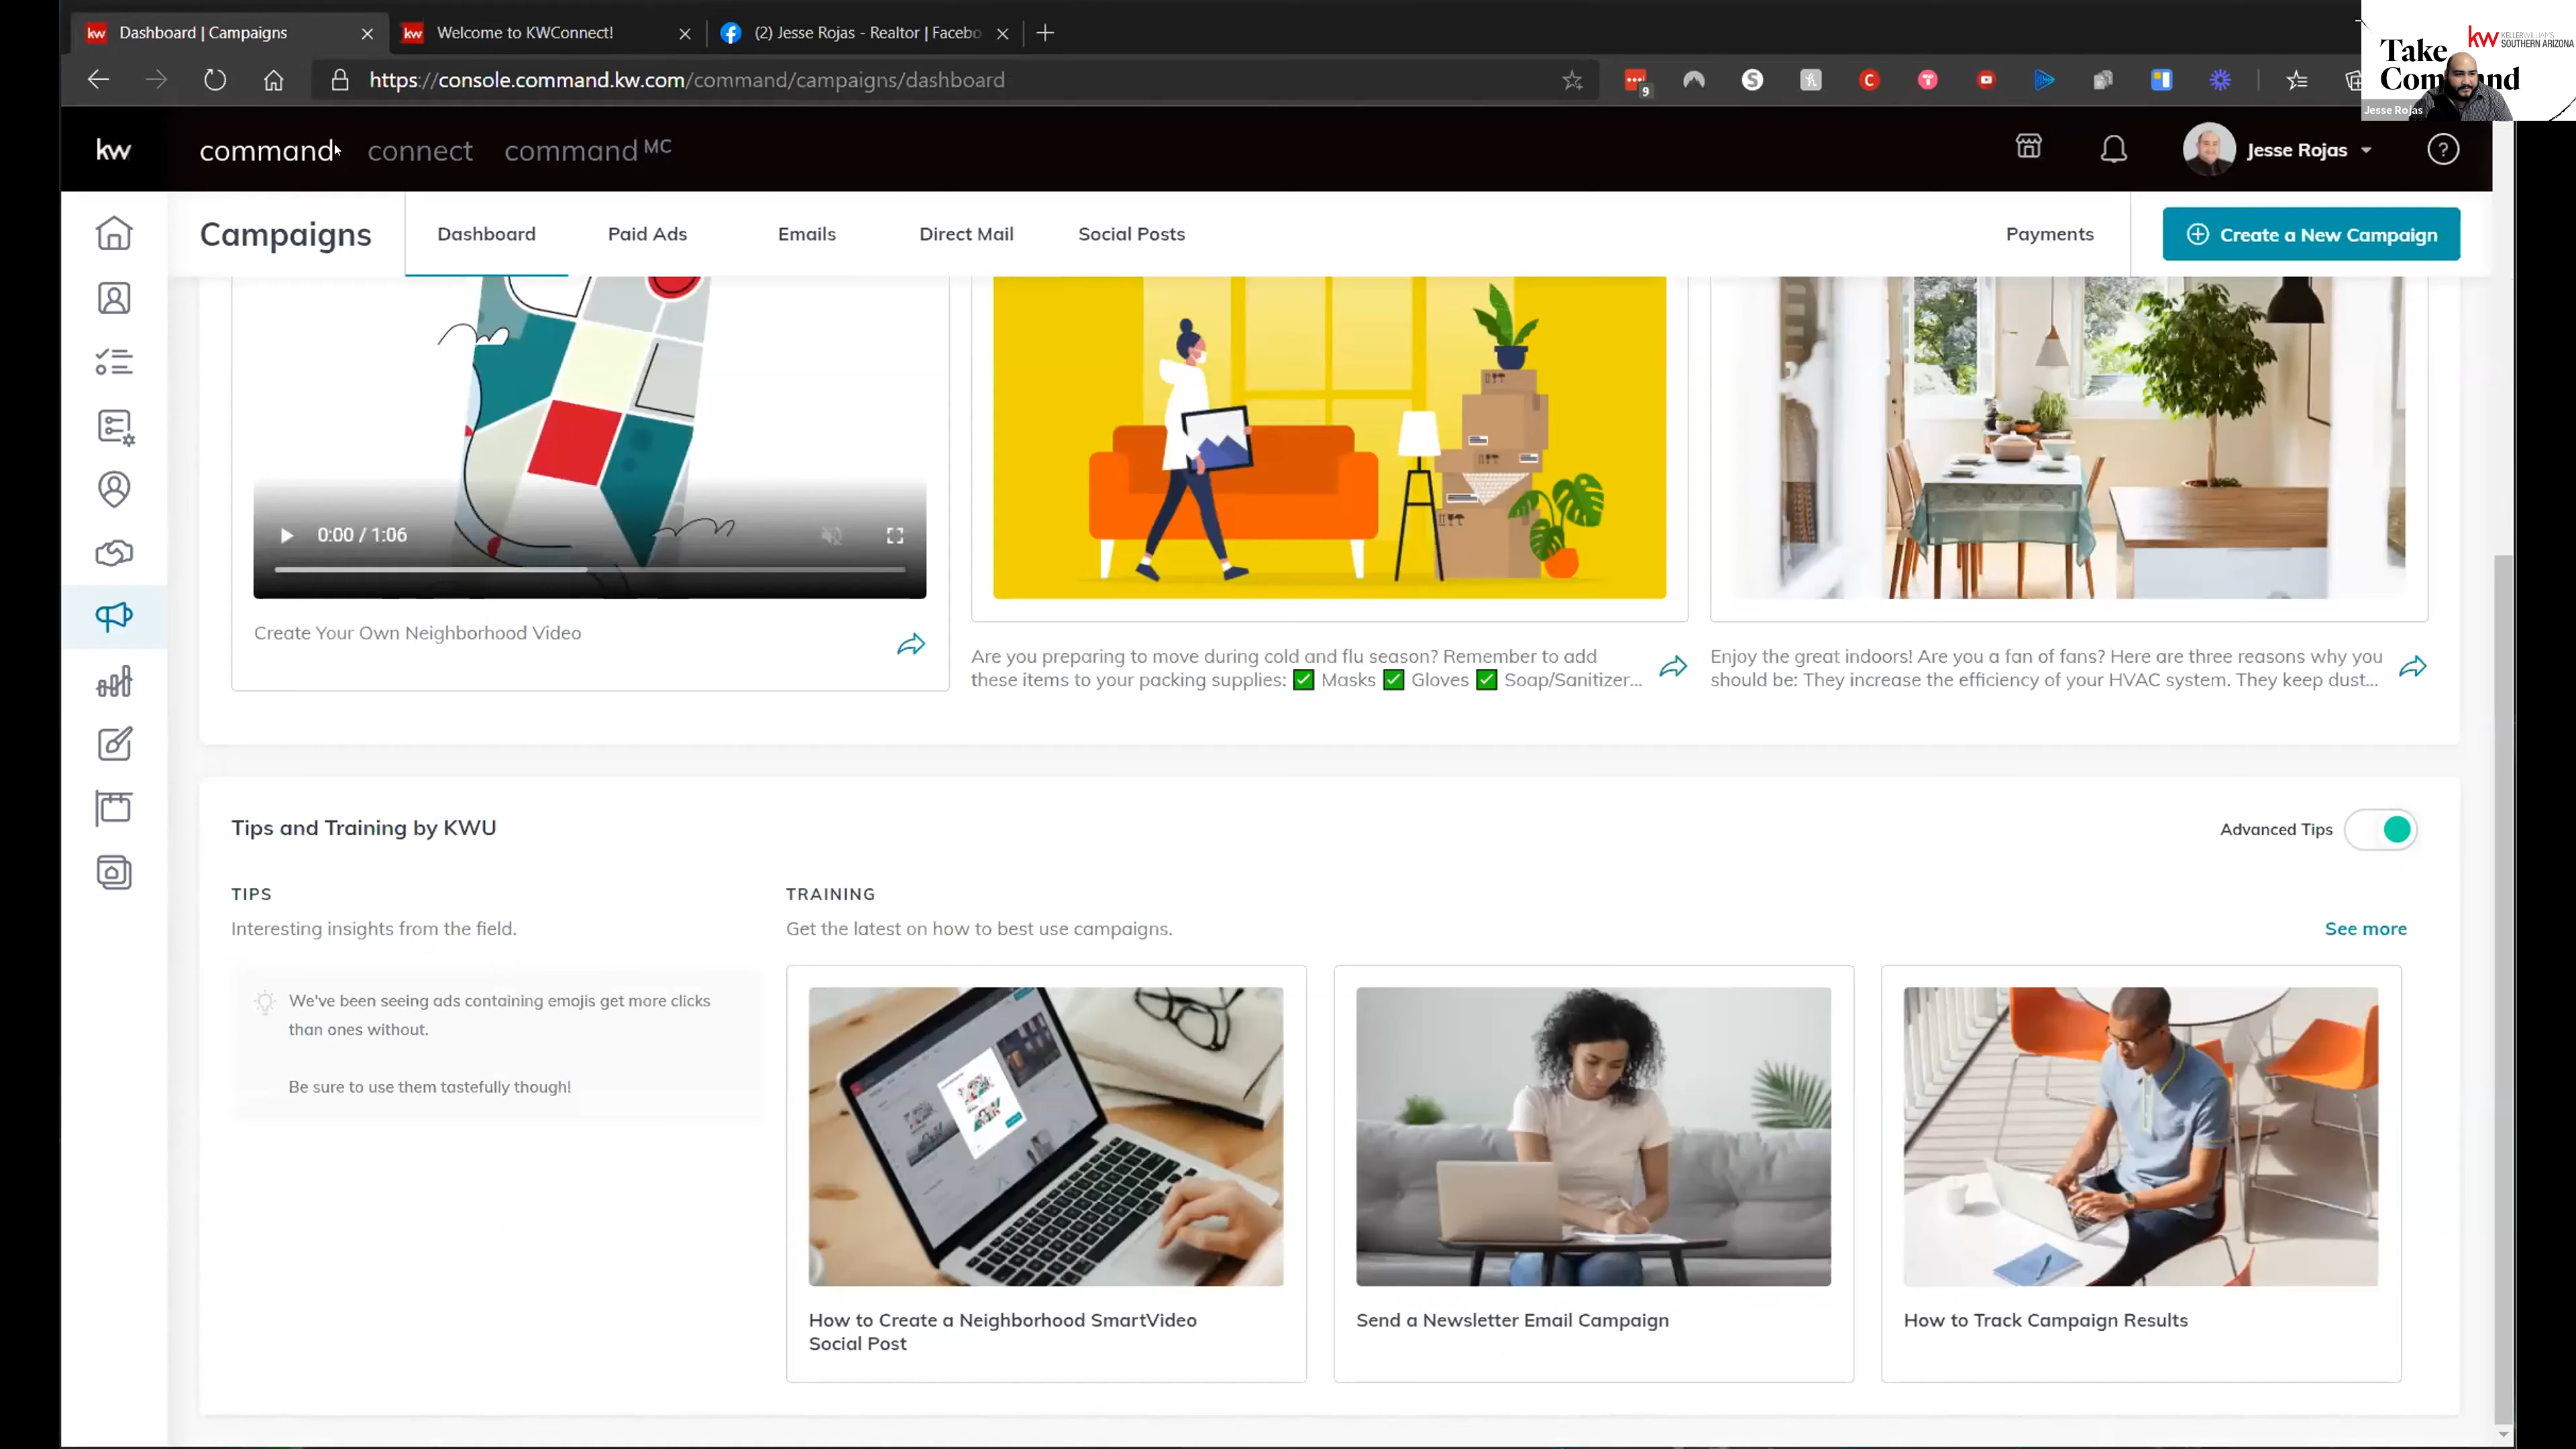 kw Dashboard | Campaigns
kw Welcome to KWConnect!
(2) Jesse Rojas - Realtor | Facebo
https://console.command.kw.com/command/campaigns/dashboard
9
Take
Command
kw KELLERWILLIAMS
SOUTHERN ARIZONA
Jesse Rojas
kw
command
connect
command MC
Jesse Rojas
?
Campaigns
Dashboard
Paid Ads
Emails
Direct Mail
Social Posts
Payments
Create a New Campaign
0:00 / 1:06
Create Your Own Neighborhood Video
Are you preparing to move during cold and flu season? Remember to add
these items to your packing supplies: ✅ Masks ✅ Gloves ✅ Soap/Sanitizer...
Enjoy the great indoors! Are you a fan of fans? Here are three reasons why you
should be: They increase the efficiency of your HVAC system. They keep dust...
Tips and Training by KWU
Advanced Tips
TIPS
Interesting insights from the field.
We've been seeing ads containing emojis get more clicks
than ones without.
Be sure to use them tastefully though!
TRAINING
Get the latest on how to best use campaigns.
See more
How to Create a Neighborhood SmartVideo
Social Post
Send a Newsletter Email Campaign
How to Track Campaign Results